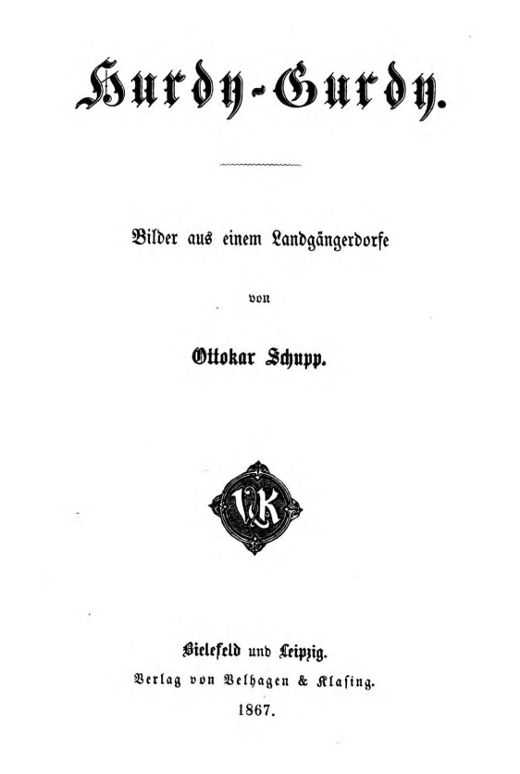 Hurdy-Gurdy.
Bilder aus einem Landgängerdorfe
von
Ottokar Schupp.
VK
Bielefeld und Leipzig.
Verlag von Velhagen & Klasing.
1867.